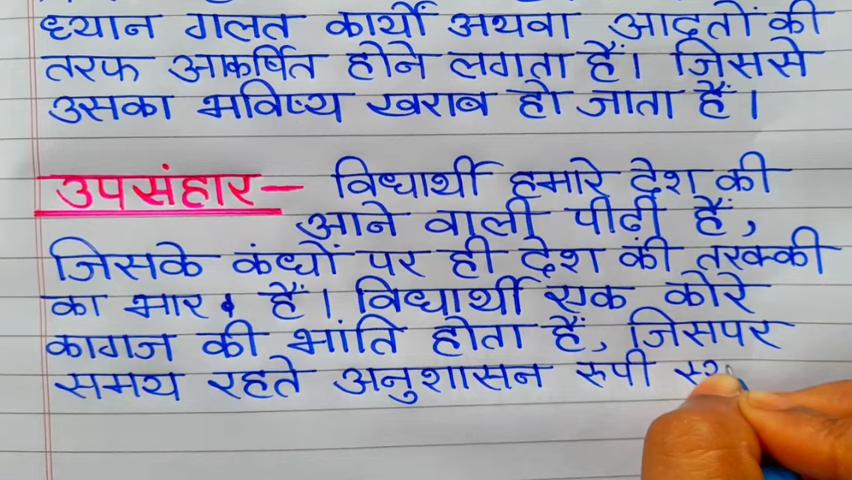 ध्यान गलत कार्यों अथवा आदतों की
तरफ आकर्षित होने लगता हैं। जिससे
उसका भविष्य खराब हो जाता हैं।
उपसंहार— विद्यार्थी हमारे देश की
आने वाली पीढ़ी हैं,
जिसके कंधों पर ही देश की तरक्की
का भार हैं। विद्यार्थी एक कोरे
कागज की भांति होता हैं, जिसपर
समय रहते अनुशासन रुपी